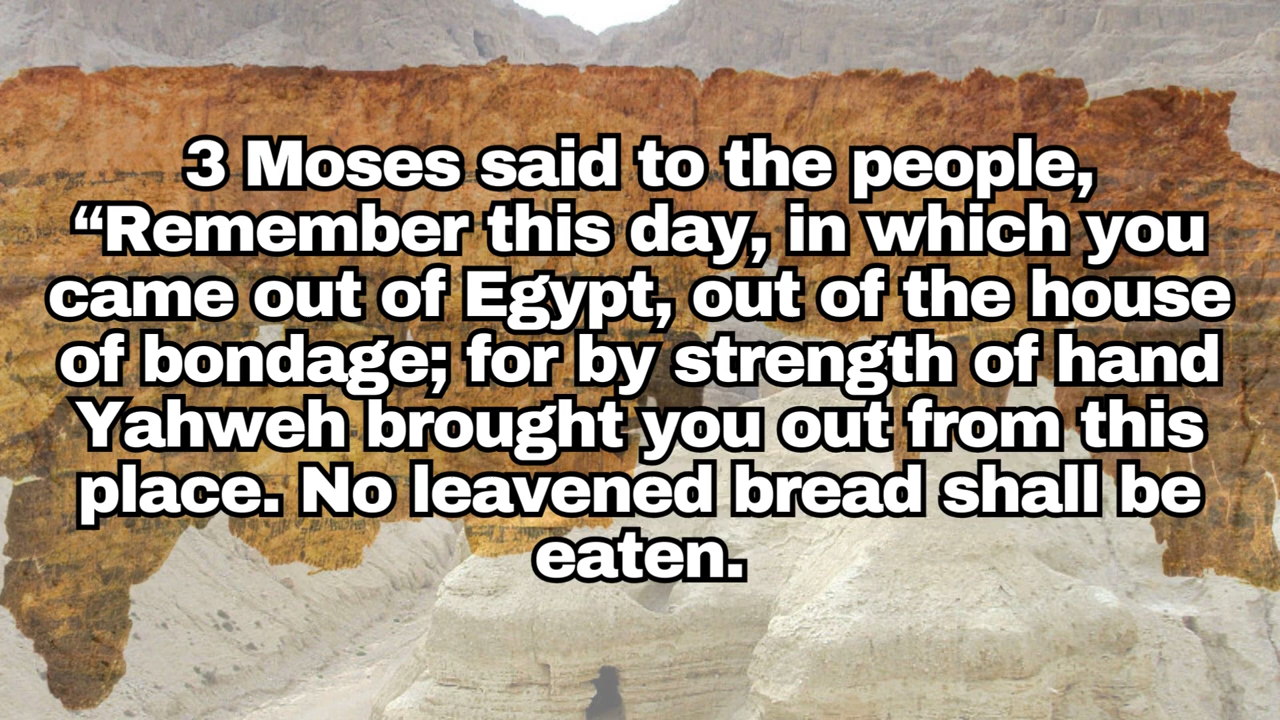 3 Moses said to the people,
“Remember this day, in which you
came out of Egypt, out of the house
of bondage; for by strength of hand
Yahweh brought you out from this
place. No leavened bread shall be
eaten.